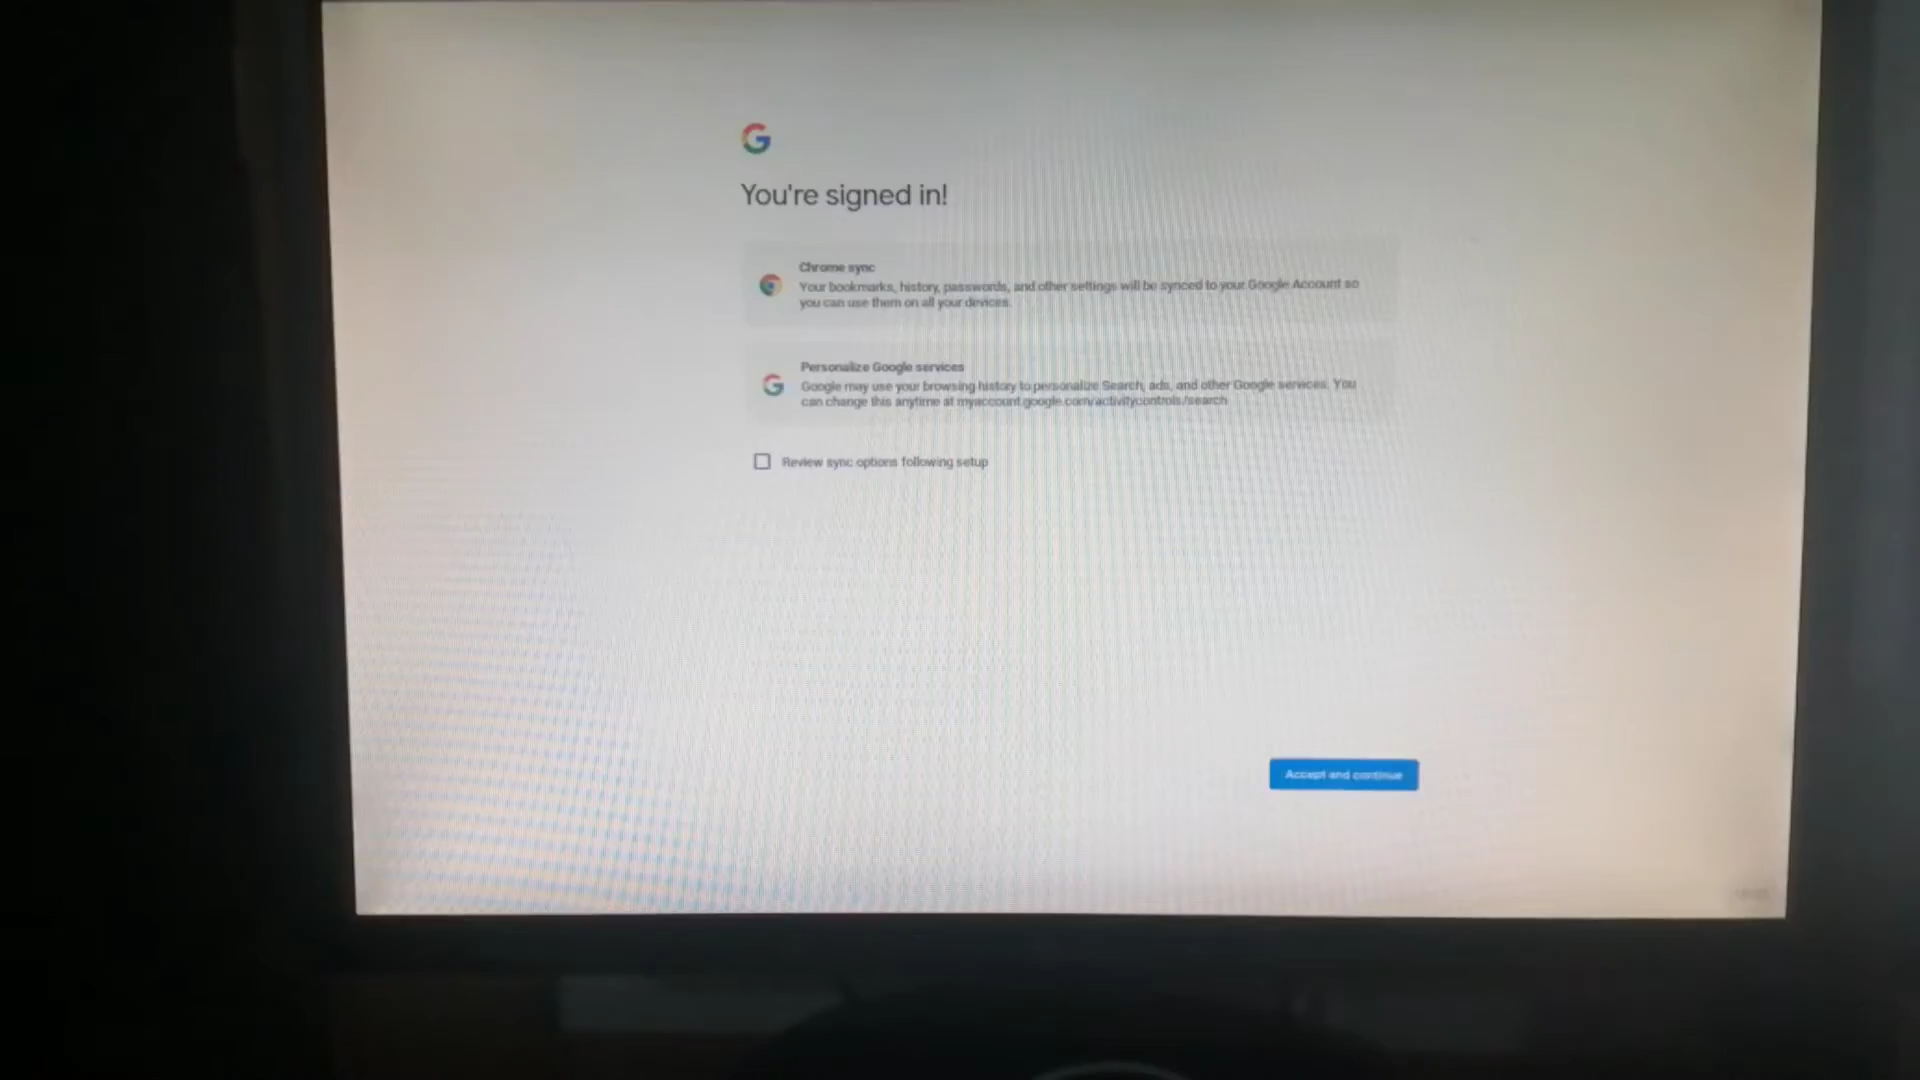 You're signed in!
Chrome sync
Your bookmarks, history, passwords, and other settings will be synced to your Google Account so
you can use them on all your devices.
Personalize Google services
Google may use your browsing history to personalize Search, ads, and other Google services. You
can change this anytime at myaccount.google.com/activitycontrols/search
Review sync options following setup
Accept and continue